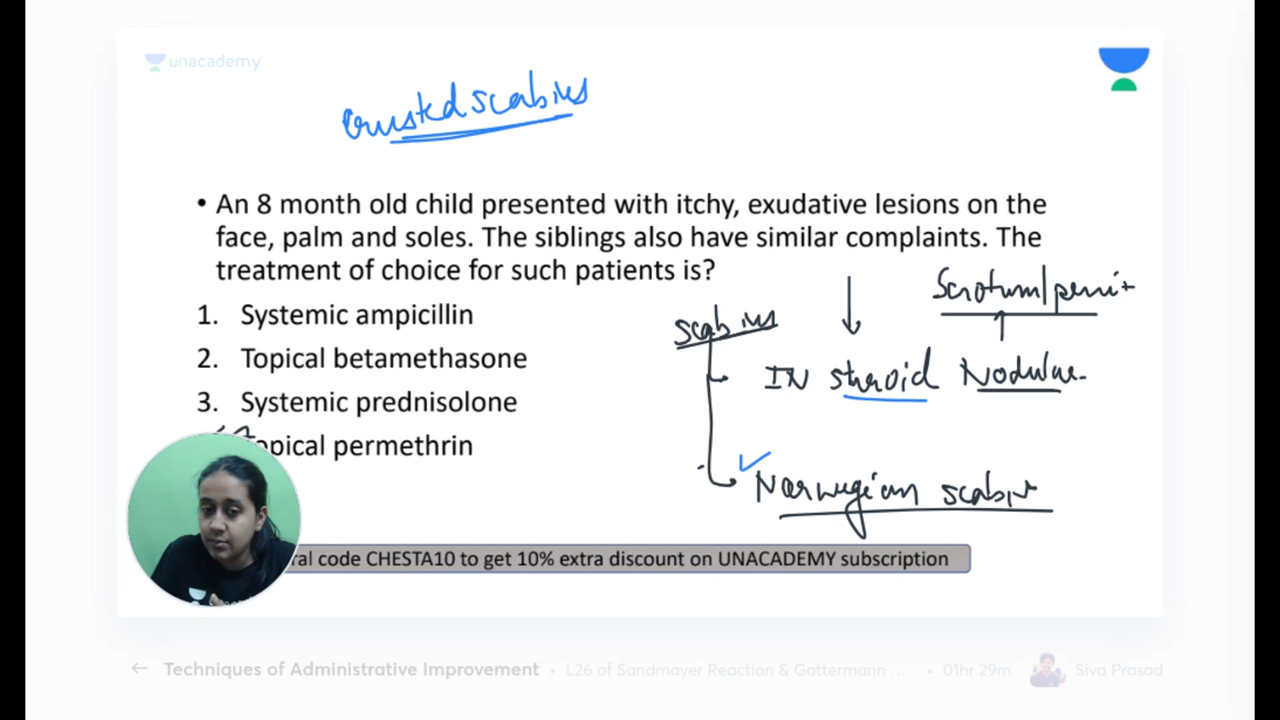 unacademy
crusted scabies
• An 8 month old child presented with itchy, exudative lesions on the
face, palm and soles. The siblings also have similar complaints. The
treatment of choice for such patients is?
1. Systemic ampicillin
2. Topical betamethasone
3. Systemic prednisolone
opical permethrin
scabies
Scrotum/penis
IN steroid Nodular
Norwegian scabies
ral code CHESTA10 to get 10% extra discount on UNACADEMY subscription
← Techniques of Administrative Improvement • L26 of Sandmayer Reaction & Gattermann ... • 01hr 29m Siva Prasad